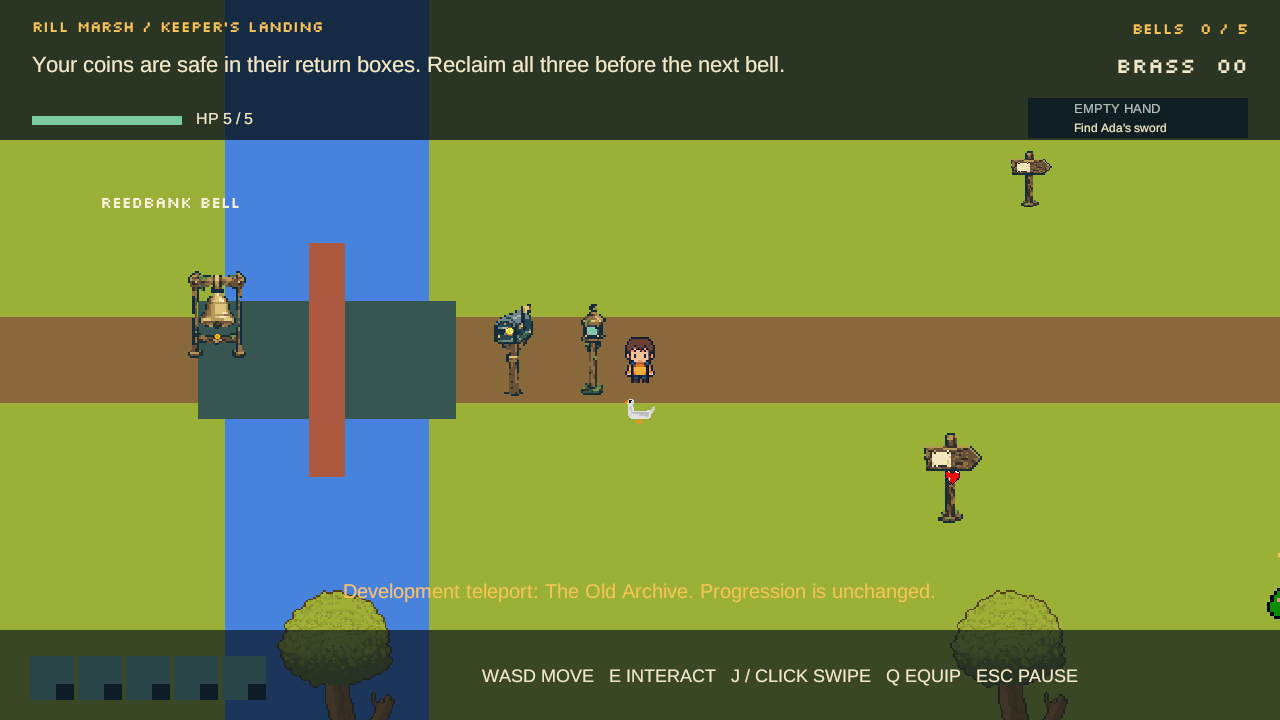 RILL MARSH / KEEPER'S LANDING
BELLS 0 / 5
Your coins are safe in their return boxes. Reclaim all three before the next bell.
BRASS 00
HP 5 / 5
EMPTY HAND
Find Ada's sword
REEDBANK BELL
Development teleport: The Old Archive. Progression is unchanged.
WASD MOVE E INTERACT J / CLICK SWIPE Q EQUIP ESC PAUSE